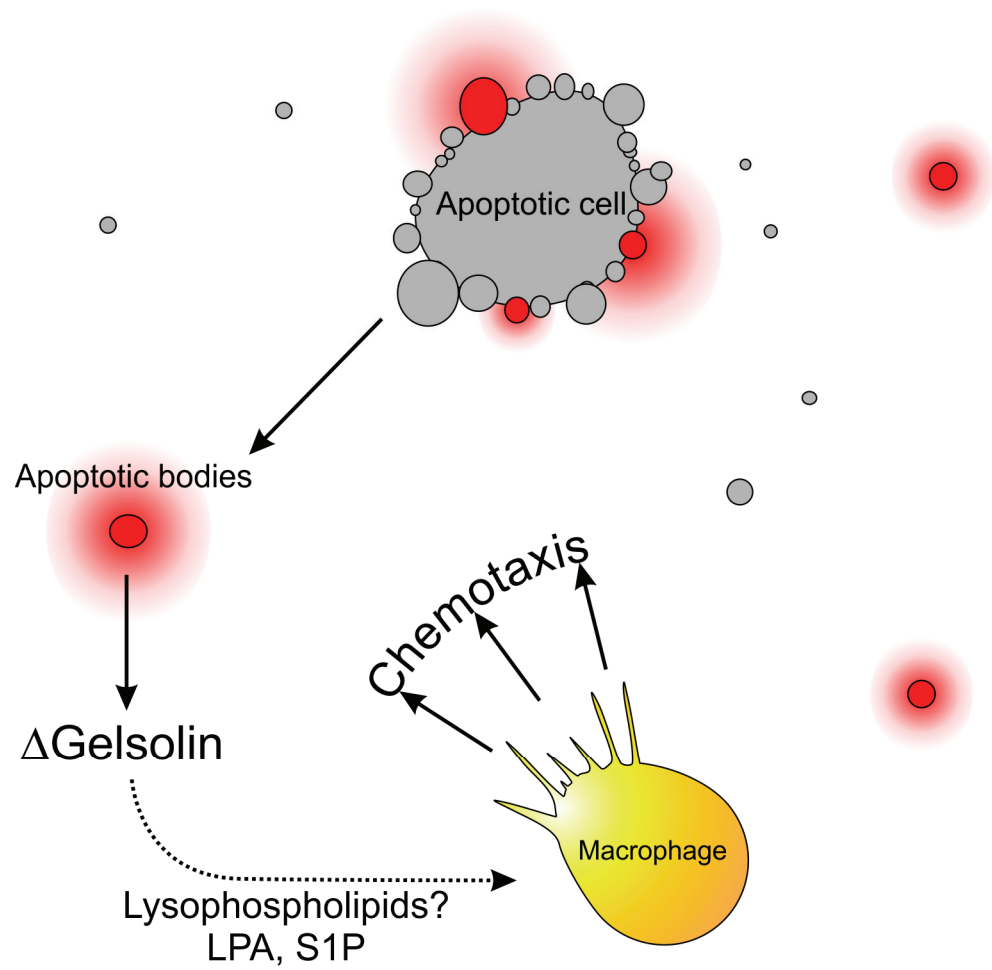 Apoptotic cell
Apoptotic bodies
Chemotaxis
ΔGelsolin
Macrophage
Lysophospholipids?
LPA, S1P